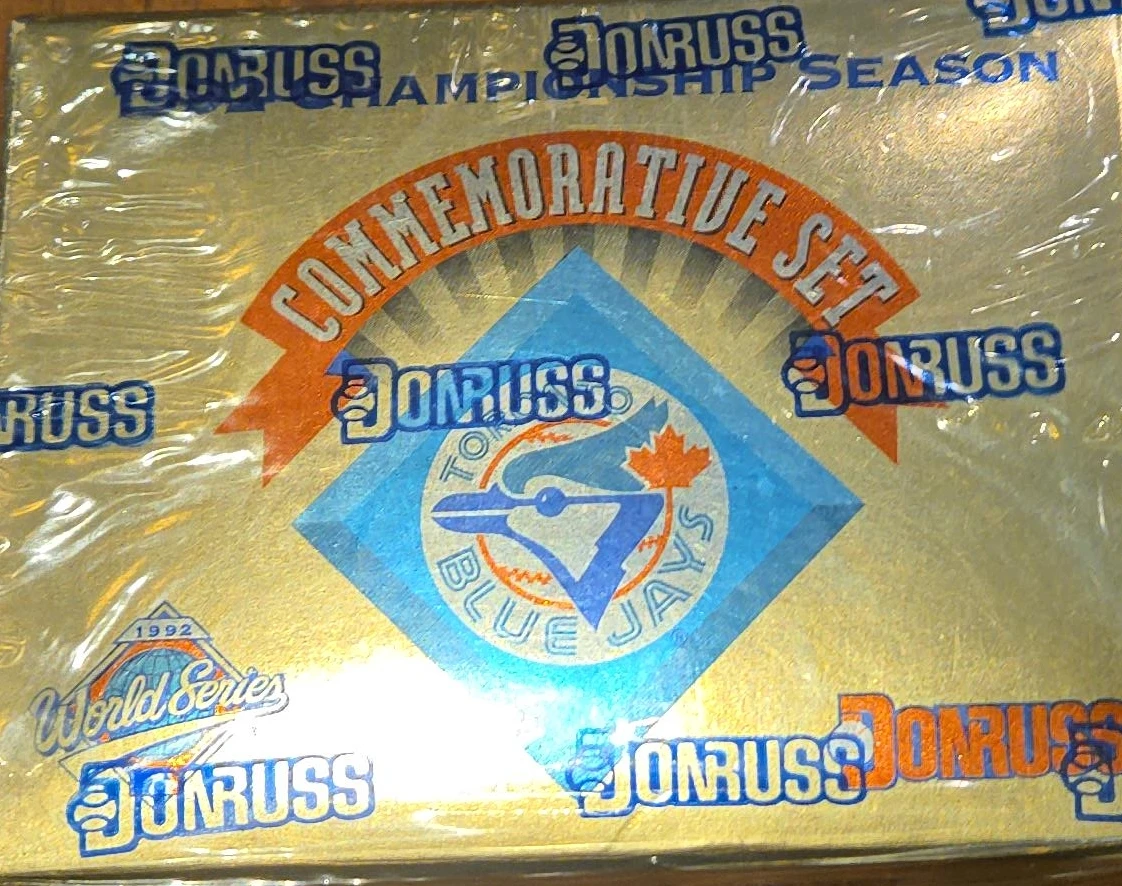 DONRUSS DONRUSS
CHAMPIONSHIP SEASON
COMMEMORATIVE SET
DONRUSS DONRUSS
RUSS
TORONTO
BLUE JAYS
®
1992
World Series
DONRUSS DONRUSS DONRUSS